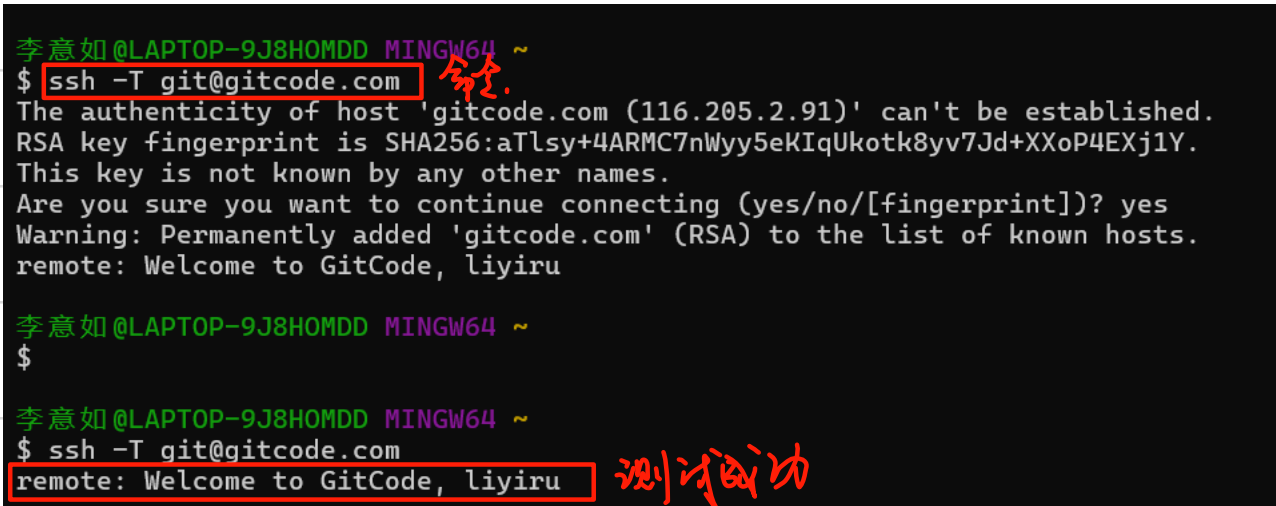 李意如@LAPTOP-9J8HOMDD MINGW64 ~
$ ssh -T git@gitcode.com 命令.
The authenticity of host 'gitcode.com (116.205.2.91)' can't be established.
RSA key fingerprint is SHA256:aTlsy+4ARMC7nWyy5eKIqUkotk8yv7Jd+XXoP4EXj1Y.
This key is not known by any other names.
Are you sure you want to continue connecting (yes/no/[fingerprint])? yes
Warning: Permanently added 'gitcode.com' (RSA) to the list of known hosts.
remote: Welcome to GitCode, liyiru
李意如@LAPTOP-9J8HOMDD MINGW64 ~
$
李意如@LAPTOP-9J8HOMDD MINGW64 ~
$ ssh -T git@gitcode.com
remote: Welcome to GitCode, liyiru 测试成功